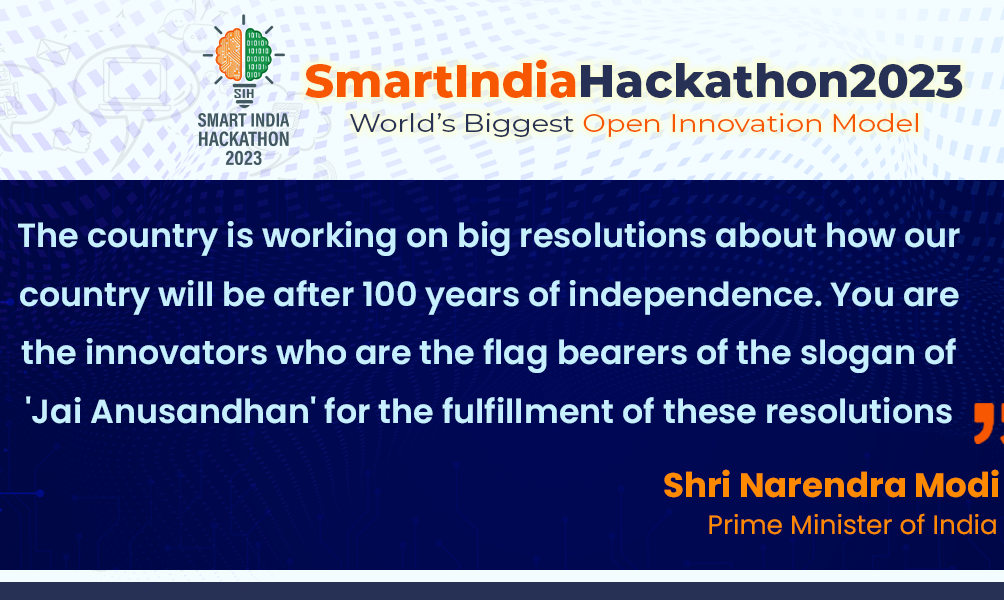 SIH
SMART INDIA
HACKATHON
2023
SmartIndiaHackathon2023
World's Biggest Open Innovation Model
The country is working on big resolutions about how our
country will be after 100 years of independence. You are
the innovators who are the flag bearers of the slogan of
'Jai Anusandhan' for the fulfillment of these resolutions ”
Shri Narendra Modi
Prime Minister of India